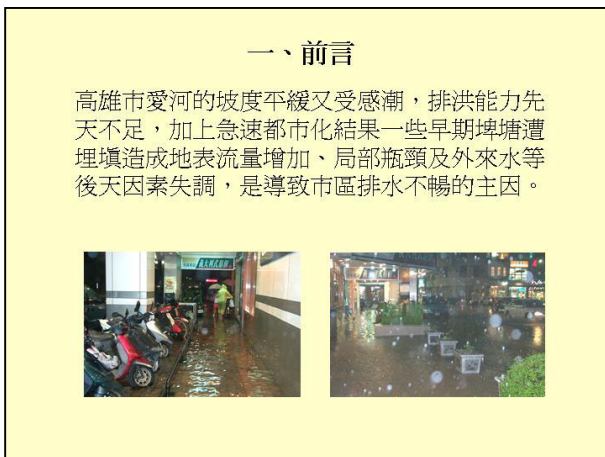 一、前言
高雄市愛河的坡度平緩又受感潮，排洪能力先
天不足，加上急速都市化結果一些早期埤塘遭
埋填造成地表流量增加、局部瓶頸及外來水等
後天因素失調，是導致市區排水不暢的主因。